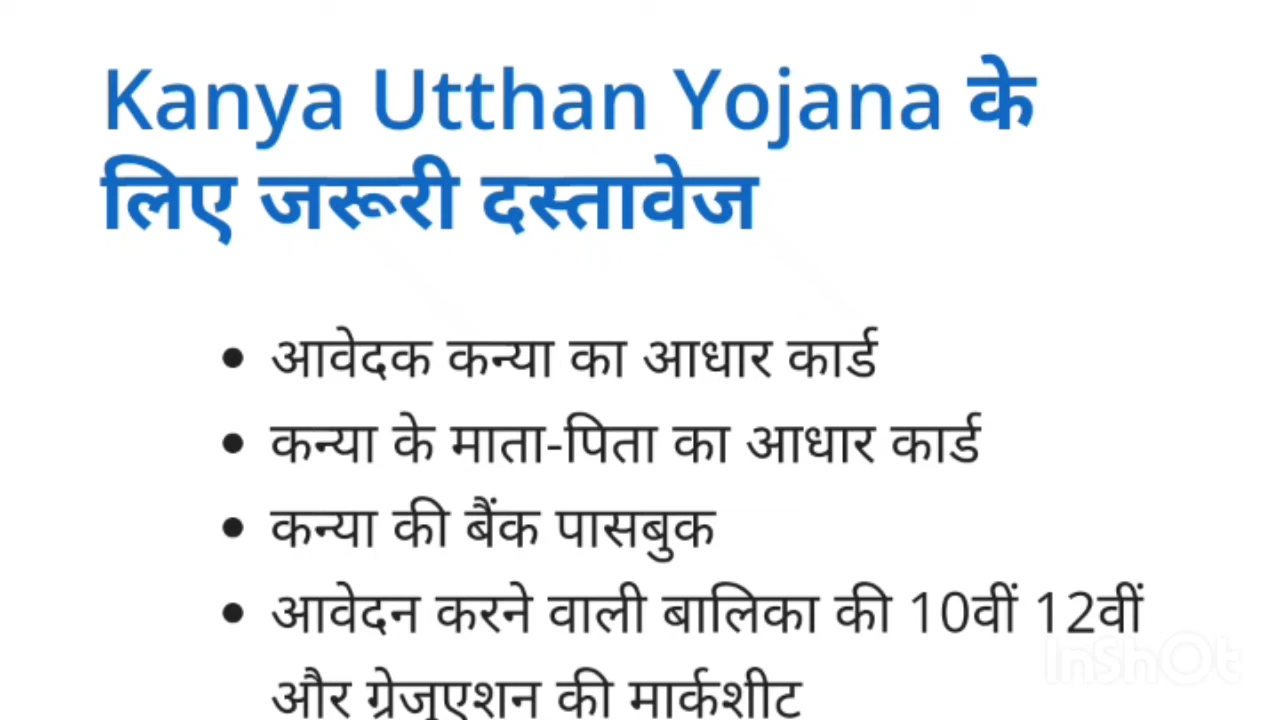 Kanya Utthan Yojana के
लिए जरूरी दस्तावेज
आवेदक कन्या का आधार कार्ड
कन्या के माता-पिता का आधार कार्ड
कन्या की बैंक पासबुक
आवेदन करने वाली बालिका की 10वीं 12वीं
और ग्रेजुएशन की मार्कशीट
InShOt